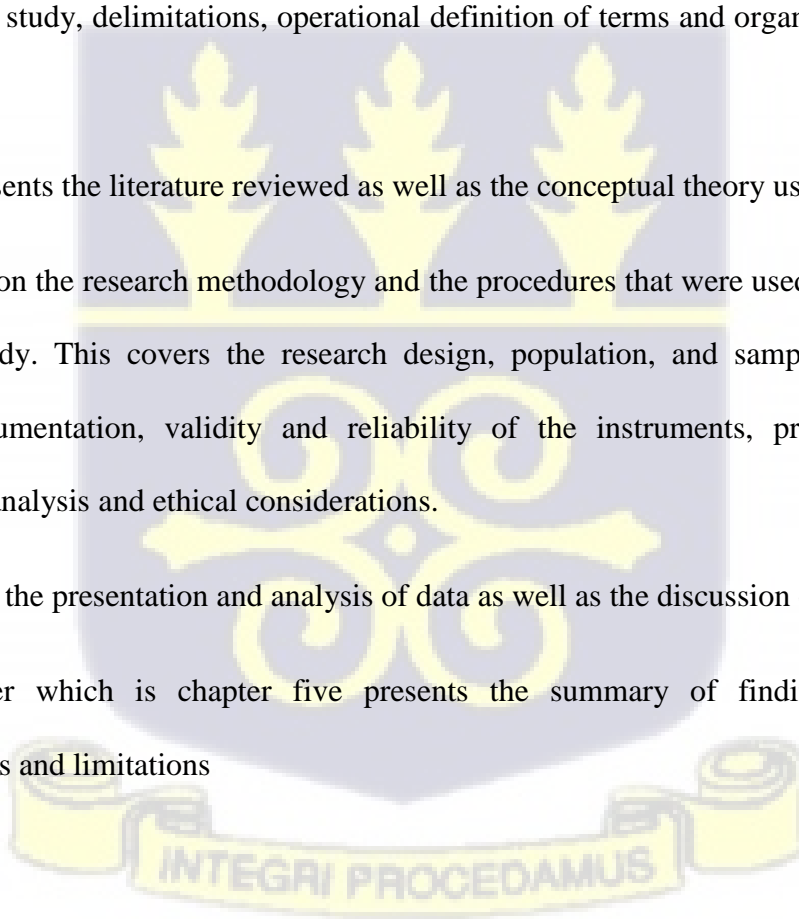 study, delimitations, operational definition of terms and organ
ents the literature reviewed as well as the conceptual theory us
on the research methodology and the procedures that were used
dy. This covers the research design, population, and samp
umentation, validity and reliability of the instruments, pr
nalysis and ethical considerations.
the presentation and analysis of data as well as the discussion
er which is chapter five presents the summary of findi
s and limitations
INTEGRI PROCEDAMUS